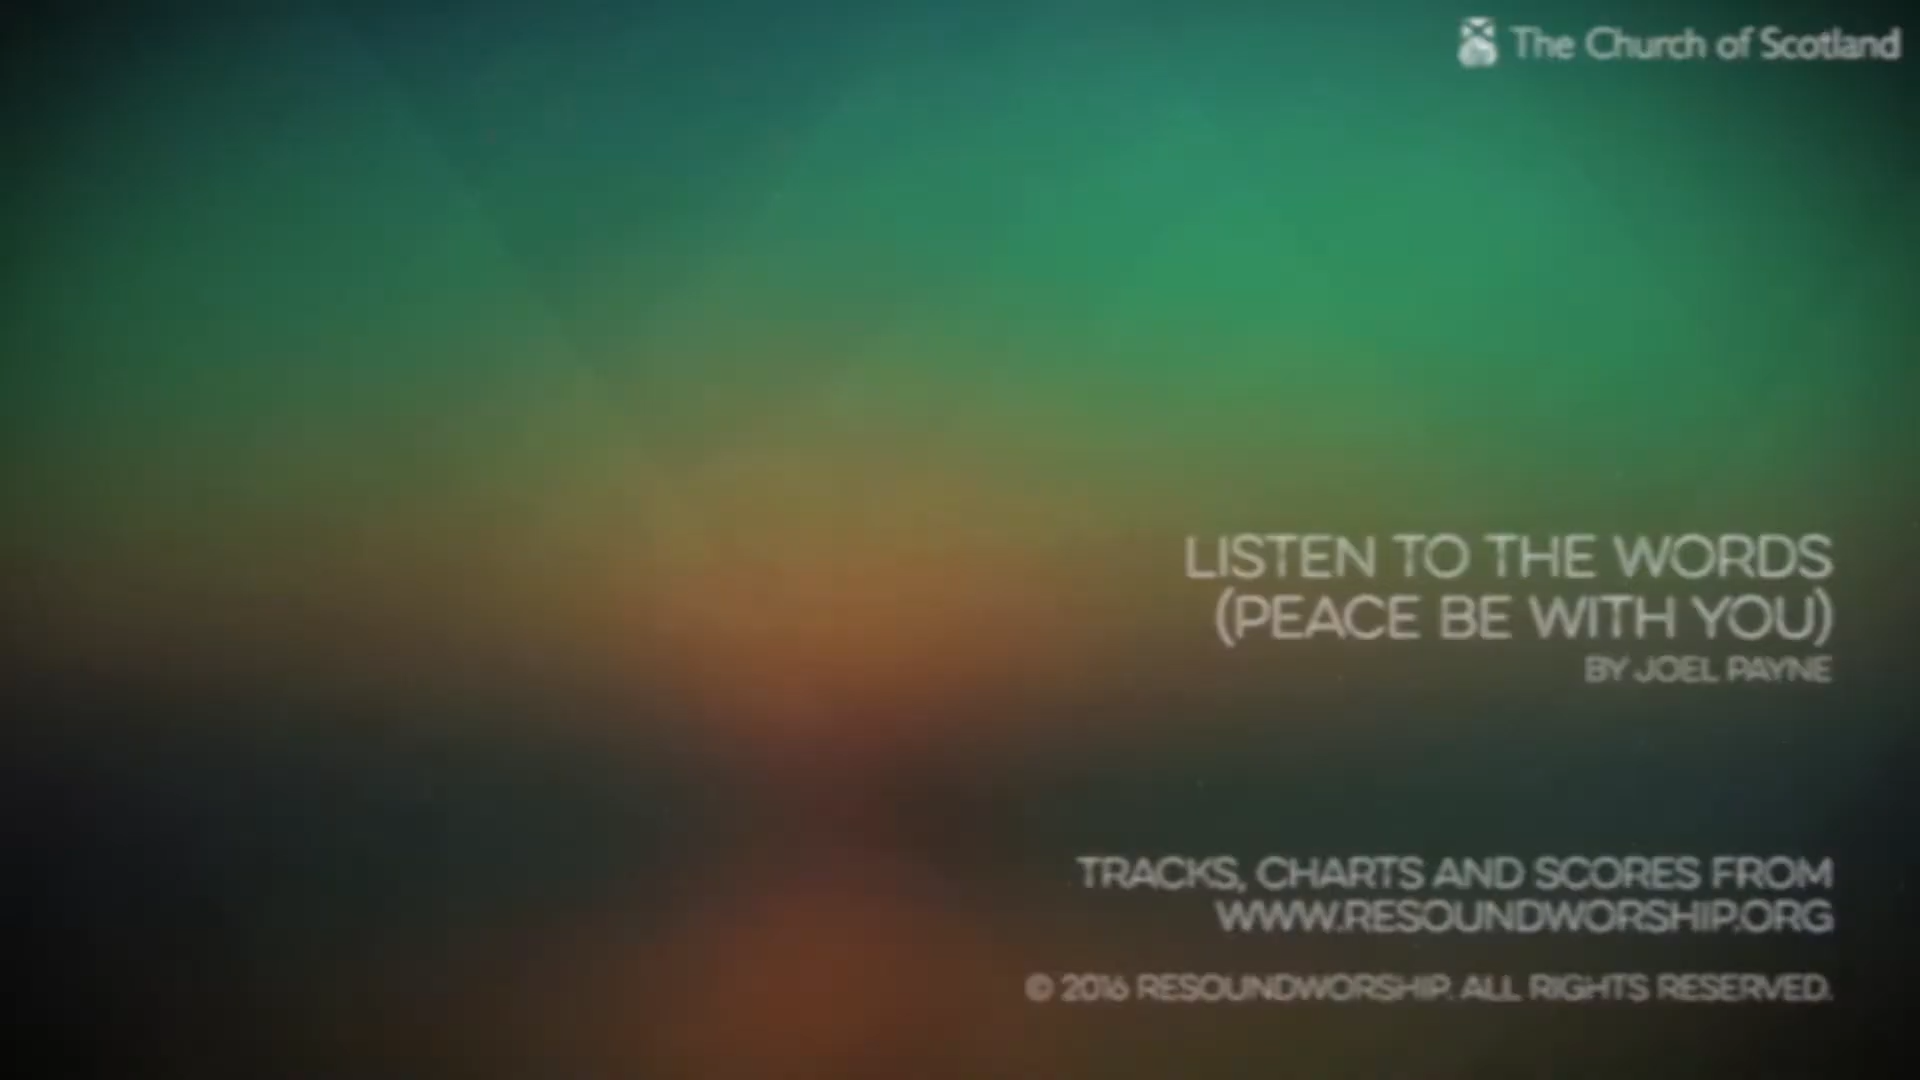 The Church of Scotland
LISTEN TO THE WORDS
(PEACE BE WITH YOU)
BY JOEL PAYNE
TRACKS, CHARTS AND SCORES FROM
WWW.RESOUNDWORSHIP.ORG
© 2016 RESOUNDWORSHIP. ALL RIGHTS RESERVED.